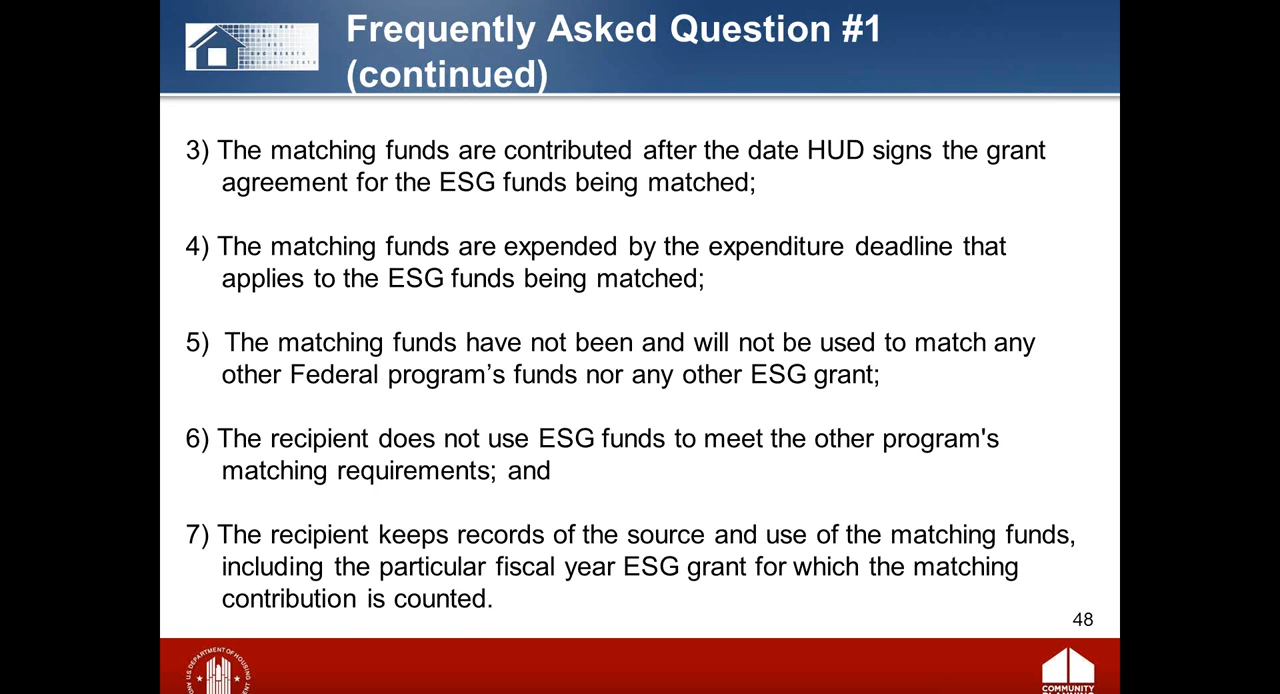 Frequently Asked Question #1
(continued)
3) The matching funds are contributed after the date HUD signs the grant
agreement for the ESG funds being matched;
4) The matching funds are expended by the expenditure deadline that
applies to the ESG funds being matched;
5) The matching funds have not been and will not be used to match any
other Federal program’s funds nor any other ESG grant;
6) The recipient does not use ESG funds to meet the other program's
matching requirements; and
7) The recipient keeps records of the source and use of the matching funds,
including the particular fiscal year ESG grant for which the matching
contribution is counted.
48
U.S. DEPARTMENT OF HOUSING
COMMUNITY